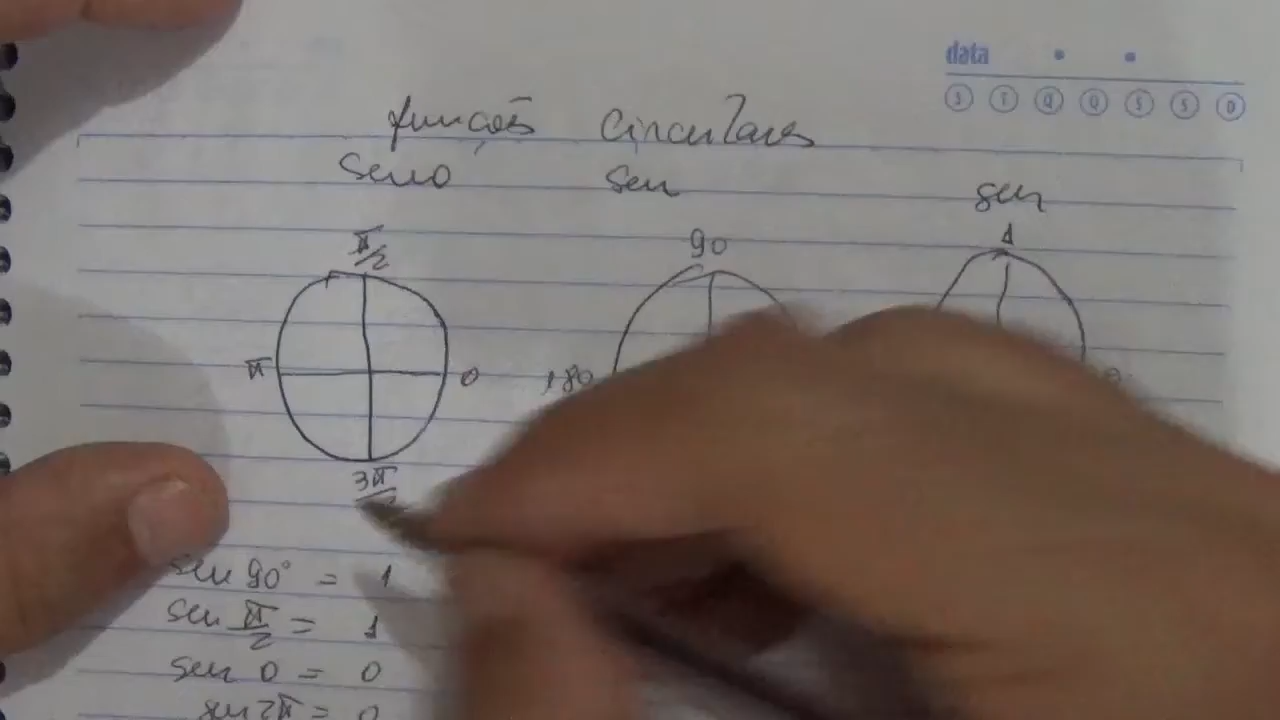 data
S T Q Q S S D
funções circulares
seno sen sen
π/2 90 1
π 0 180 0
3π
sen 90° = 1
sen π/2 = 1
sen 0 = 0
sen 2π = 0